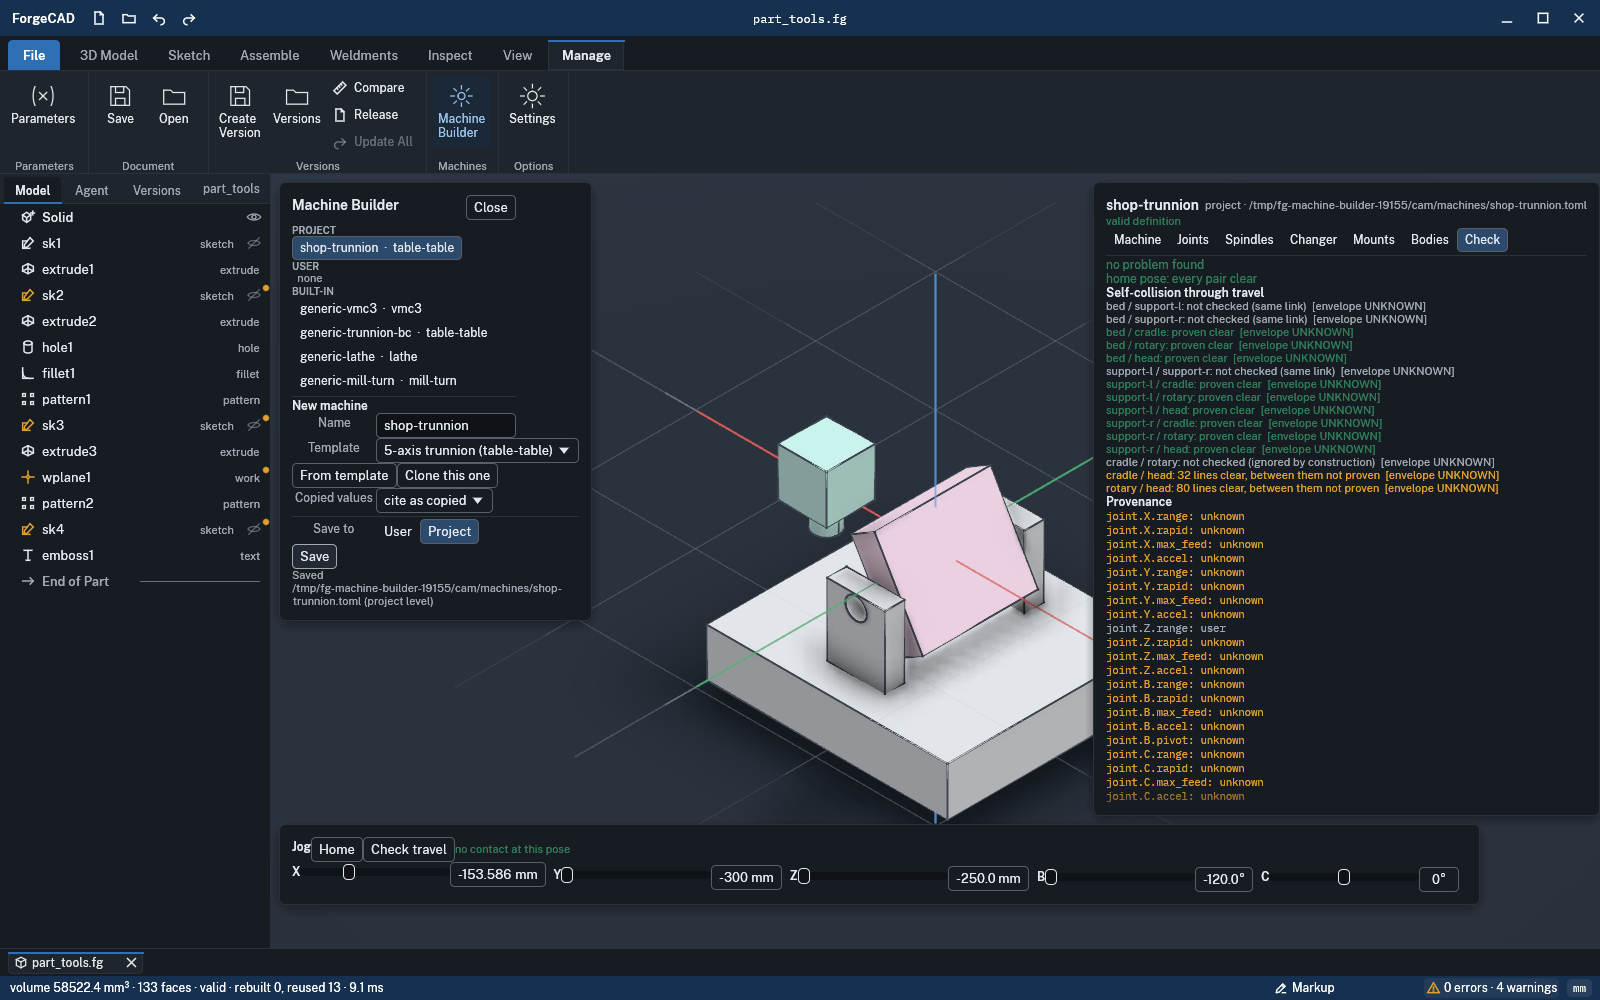 ForgeCAD
part_tools.fg
File 3D Model Sketch Assemble Weldments Inspect View Manage
Parameters
Save
Open
Create Version
Versions
Compare
Release
Update All
Machine Builder
Settings
Parameters Document Versions Machines Options
Model Agent Versions part_tools
Solid
sk1 sketch
extrude1 extrude
sk2 sketch
extrude2 extrude
hole1 hole
fillet1 fillet
pattern1 pattern
sk3 sketch
extrude3 extrude
wplane1 work
pattern2 pattern
sk4 sketch
emboss1 text
End of Part
Machine Builder Close
PROJECT
shop-trunnion · table-table
USER
none
BUILT-IN
generic-vmc3 · vmc3
generic-trunnion-bc · table-table
generic-lathe · lathe
generic-mill-turn · mill-turn
New machine
Name shop-trunnion
Template 5-axis trunnion (table-table)
From template Clone this one
Copied values cite as copied
Save to User Project
Save
Saved
/tmp/fg-machine-builder-19155/cam/machines/shop-
trunnion.toml (project level)
shop-trunnion project · /tmp/fg-machine-builder-19155/cam/machines/shop-trunnion.toml
valid definition
Machine Joints Spindles Changer Mounts Bodies Check
no problem found
home pose: every pair clear
Self-collision through travel
bed / support-l: not checked (same link) [envelope UNKNOWN]
bed / support-r: not checked (same link) [envelope UNKNOWN]
bed / cradle: proven clear [envelope UNKNOWN]
bed / rotary: proven clear [envelope UNKNOWN]
bed / head: proven clear [envelope UNKNOWN]
support-l / support-r: not checked (same link) [envelope UNKNOWN]
support-l / cradle: proven clear [envelope UNKNOWN]
support-l / rotary: proven clear [envelope UNKNOWN]
support-l / head: proven clear [envelope UNKNOWN]
support-r / cradle: proven clear [envelope UNKNOWN]
support-r / rotary: proven clear [envelope UNKNOWN]
support-r / head: proven clear [envelope UNKNOWN]
cradle / rotary: not checked (ignored by construction) [envelope UNKNOWN]
cradle / head: 32 lines clear, between them not proven [envelope UNKNOWN]
rotary / head: 80 lines clear, between them not proven [envelope UNKNOWN]
Provenance
joint.X.range: unknown
joint.X.rapid: unknown
joint.X.max_feed: unknown
joint.X.accel: unknown
joint.Y.range: unknown
joint.Y.rapid: unknown
joint.Y.max_feed: unknown
joint.Y.accel: unknown
joint.Z.range: user
joint.Z.rapid: unknown
joint.Z.max_feed: unknown
joint.Z.accel: unknown
joint.B.range: unknown
joint.B.rapid: unknown
joint.B.max_feed: unknown
joint.B.accel: unknown
joint.B.pivot: unknown
joint.C.range: unknown
joint.C.rapid: unknown
joint.C.max_feed: unknown
joint.C.accel: unknown
Jog Home Check travel no contact at this pose
X -153.586 mm Y -300 mm Z -250.0 mm B -120.0° C 0°
part_tools.fg
volume 58522.4 mm³ · 133 faces · valid · rebuilt 0, reused 13 · 9.1 ms
Markup
0 errors · 4 warnings
mm